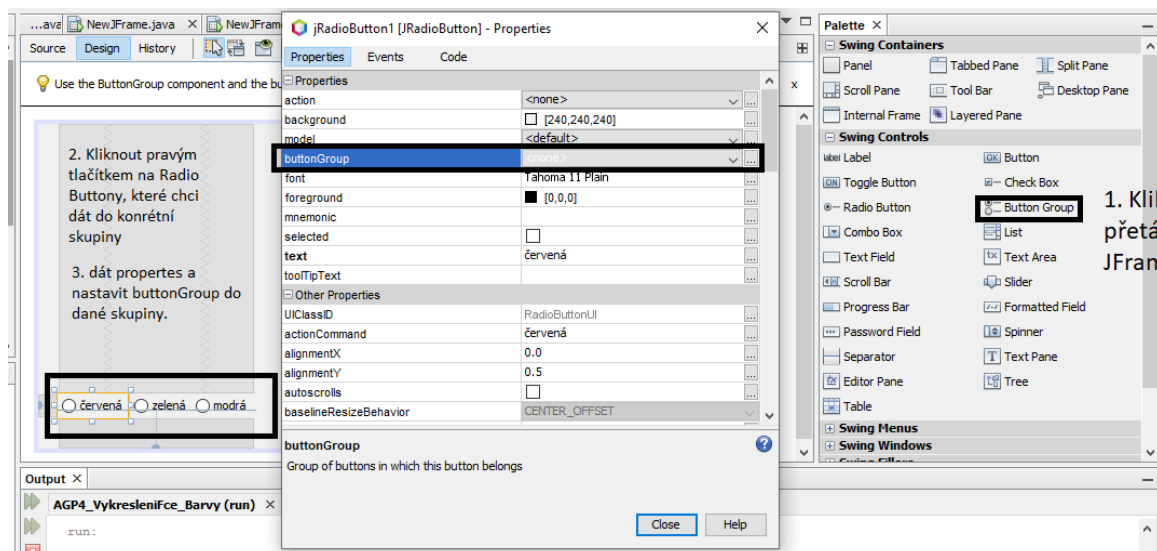 ...ava NewJFrame.java × NewJFram
Source Design History
Use the ButtonGroup component and the bu x
2. Kliknout pravým
tlačítkem na Radio
Buttony, které chci
dát do konrétní
skupiny
3. dát propertes a
nastavit buttonGroup do
dané skupiny.
červená zelená modrá
jRadioButton1 [JRadioButton] - Properties ×
Properties Events Code
Properties
action <none> ...
background [240,240,240] ...
model <default> ...
buttonGroup <none> ...
font Tahoma 11 Plain ...
foreground [0,0,0] ...
mnemonic ...
selected ...
text červená ...
toolTipText ...
Other Properties
UIClassID RadioButtonUI ...
actionCommand červená ...
alignmentX 0.0 ...
alignmentY 0.5 ...
autoscrolls ...
baselineResizeBehavior CENTER_OFFSET ...
buttonGroup ?
Group of buttons in which this button belongs
Close Help
Palette ×
Swing Containers
Panel Tabbed Pane Split Pane
Scroll Pane Tool Bar Desktop Pane
Internal Frame Layered Pane
Swing Controls
label Label OK Button
ON Toggle Button Check Box
Radio Button Button Group
Combo Box List
Text Field Text Area
Scroll Bar Slider
Progress Bar Formatted Field
Password Field Spinner
Separator T Text Pane
Editor Pane Tree
Table
Swing Menus
Swing Windows
1. Kli
přetá
JFram
Output ×
AGP4_VykresleniFce_Barvy (run) ×
run: